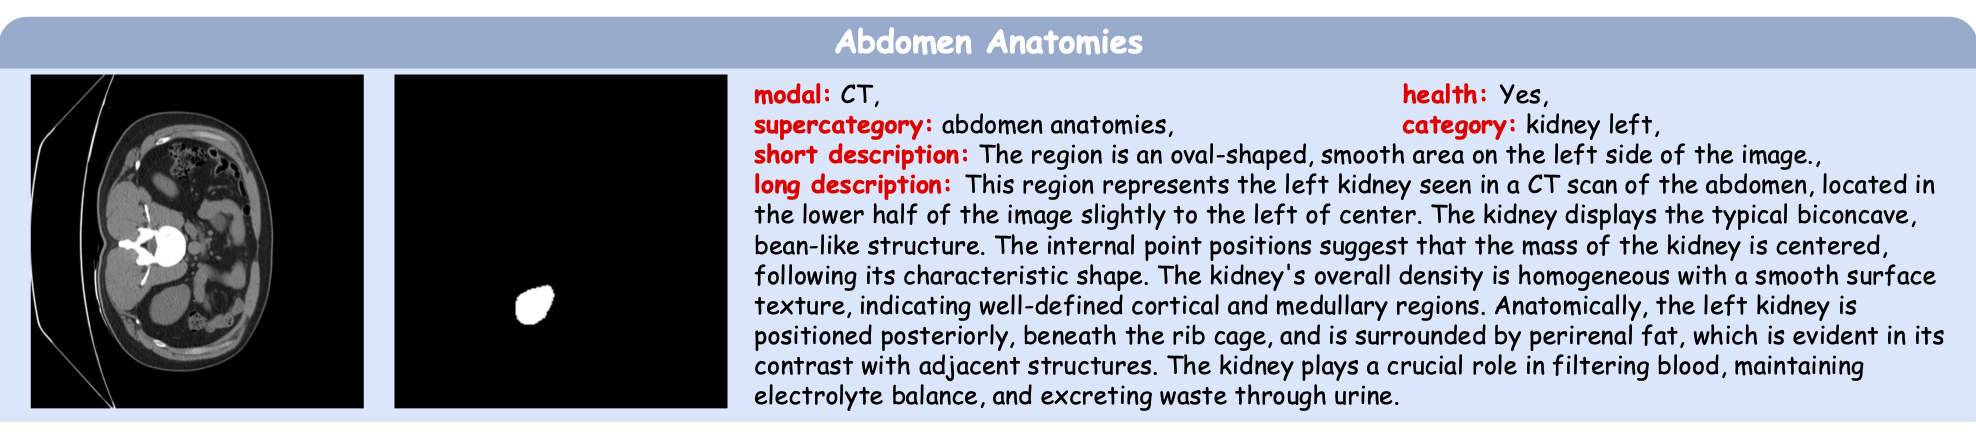 Abdomen Anatomies
modal: CT, health: Yes,
supercategory: abdomen anatomies, category: kidney left,
short description: The region is an oval-shaped, smooth area on the left side of the image.,
long description: This region represents the left kidney seen in a CT scan of the abdomen, located in
the lower half of the image slightly to the left of center. The kidney displays the typical biconcave,
bean-like structure. The internal point positions suggest that the mass of the kidney is centered,
following its characteristic shape. The kidney's overall density is homogeneous with a smooth surface
texture, indicating well-defined cortical and medullary regions. Anatomically, the left kidney is
positioned posteriorly, beneath the rib cage, and is surrounded by perirenal fat, which is evident in its
contrast with adjacent structures. The kidney plays a crucial role in filtering blood, maintaining
electrolyte balance, and excreting waste through urine.